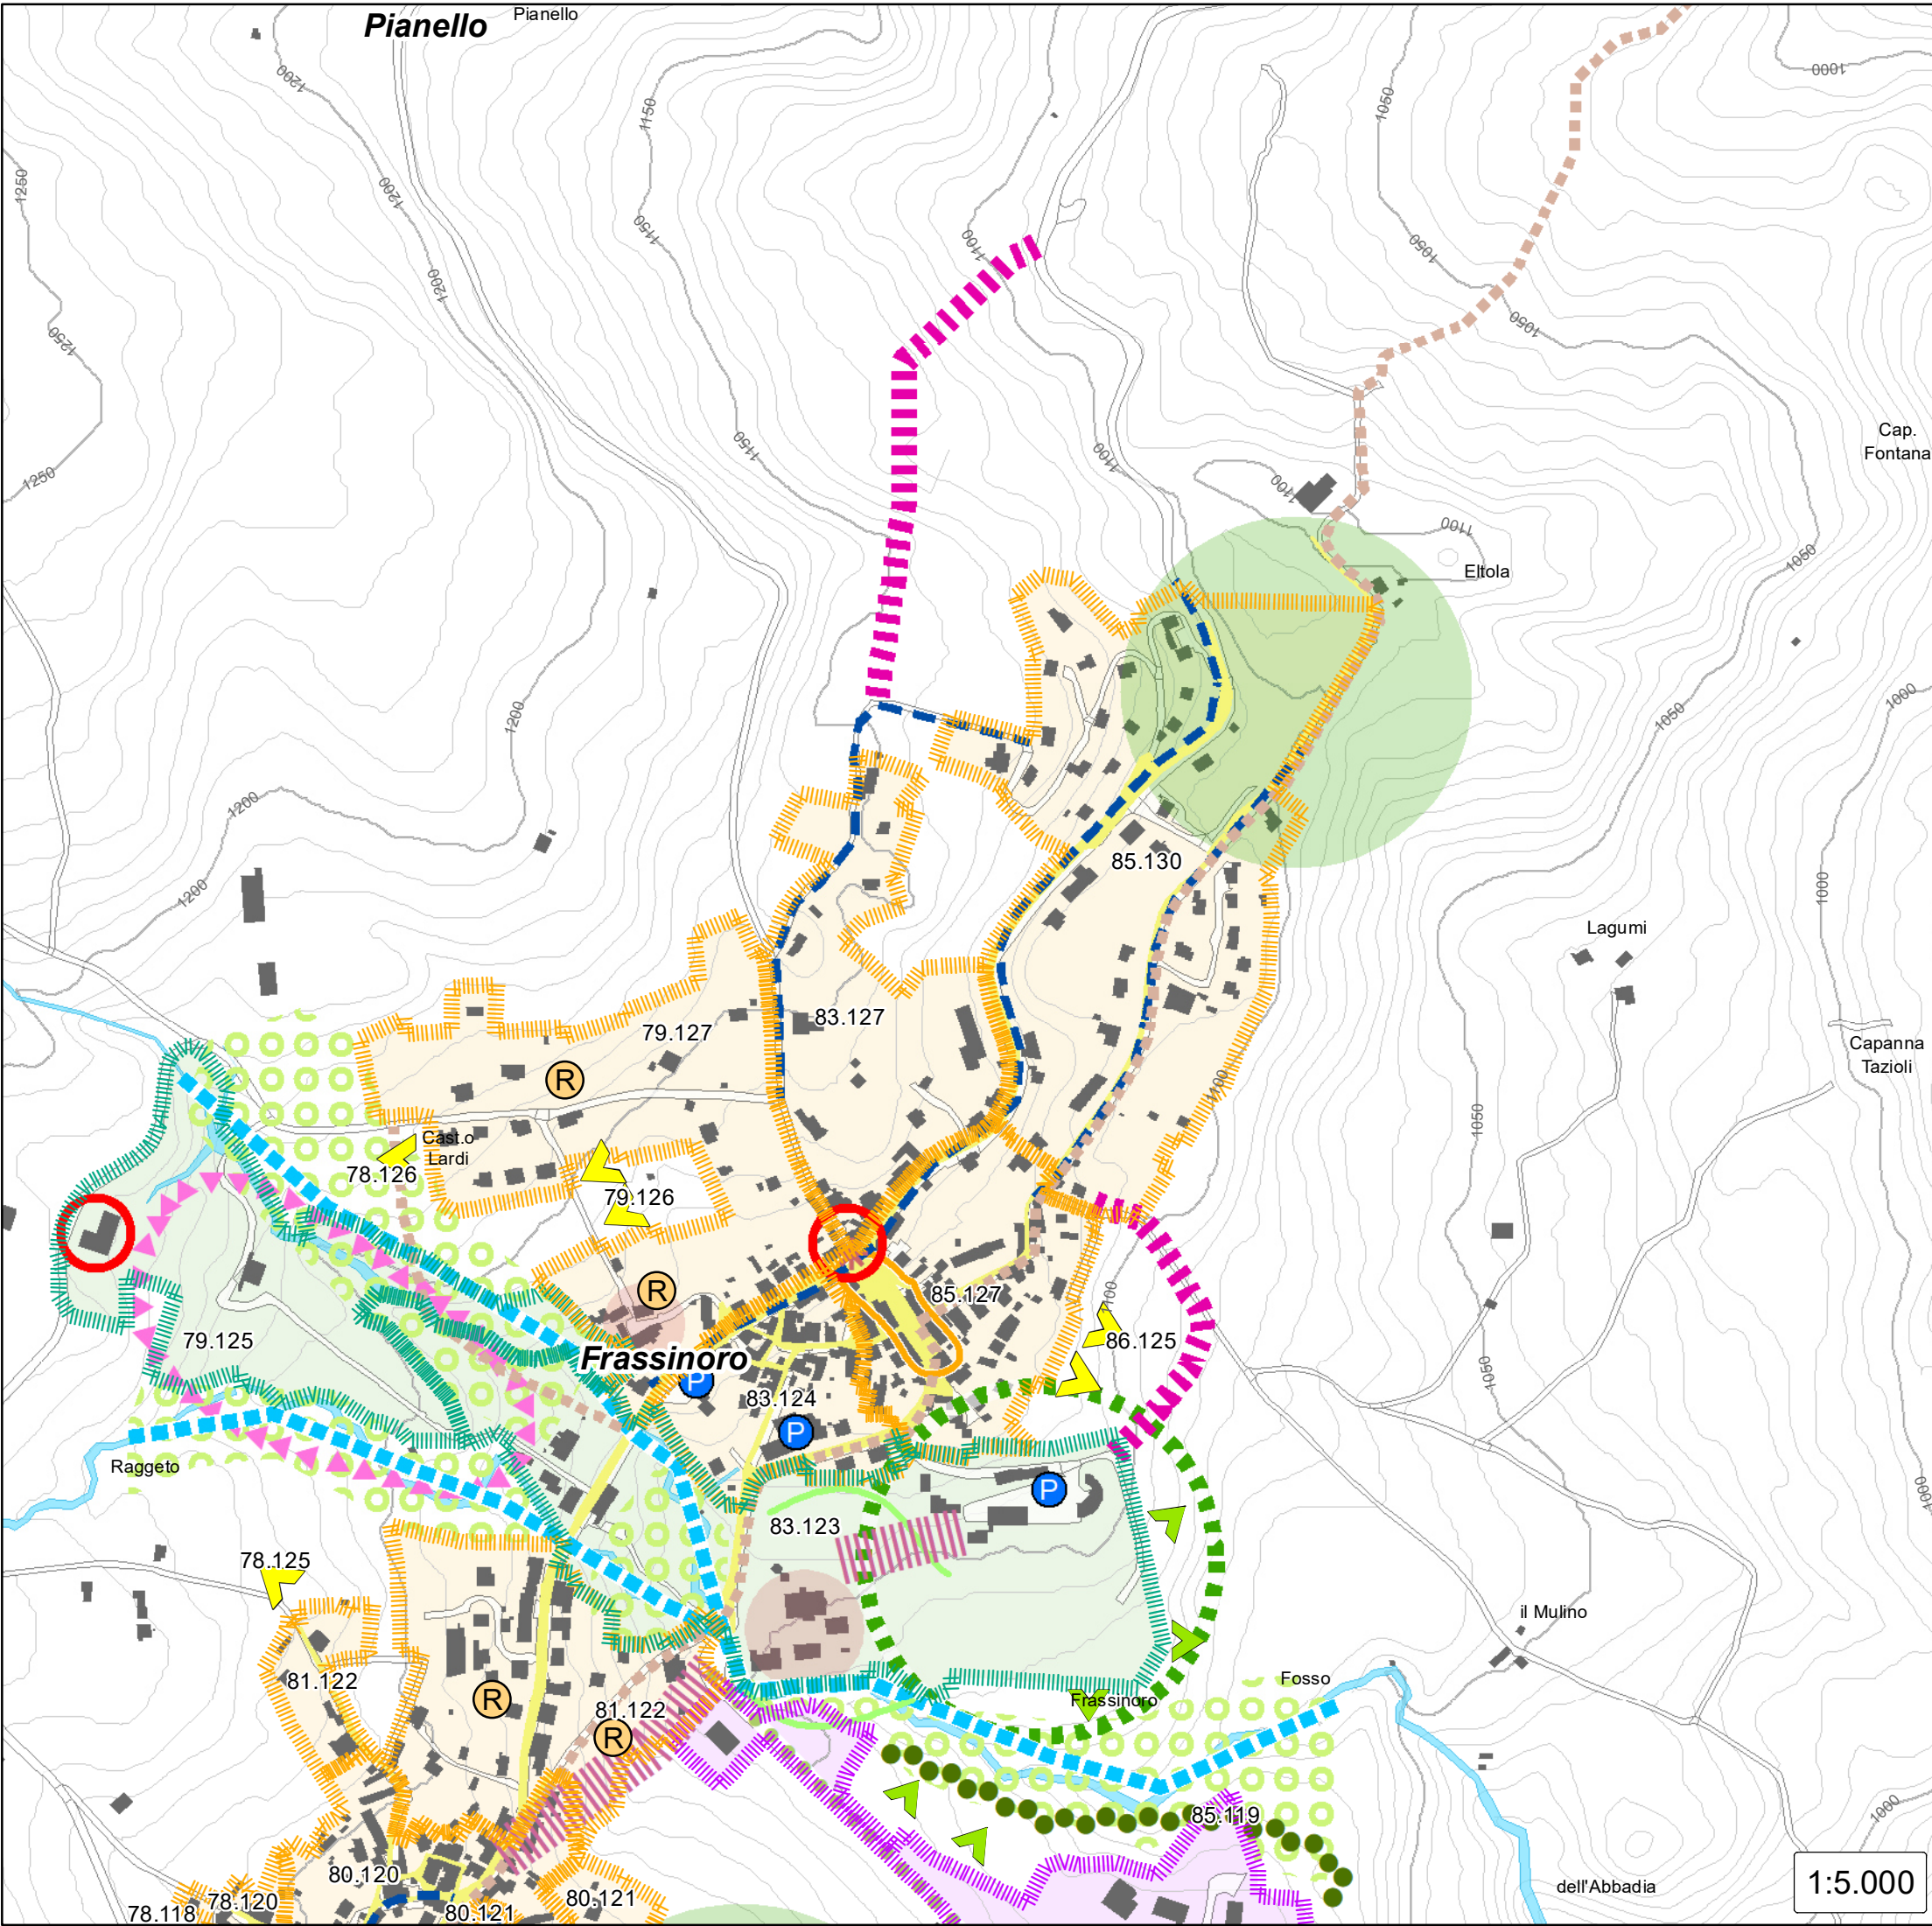 Pianello
Pianello
1200
1000
1150
1050
1250
1200
1150
1100
1050
1200
1050
1250
Cap.
Fontana
1150
1100
1250
1100
1100
1050
Eltola
1000
1200
1050
1200
85.130
1200
1000
Lagumi
79.127
83.127
Capanna
Tazioli
R
1100
1050
Cast.o
Lardi
78.126
79.126
R
85.127
1100
79.125
86.125
Frassinoro
P
1050
83.124
P
Raggeto
P
1000
83.123
78.125
il Mulino
81.122
Fosso
R
81.122
Frassinoro
R
85.119
1000
80.120
1:5.000
78.120
80.121
dell'Abbadia
78.118
80.121